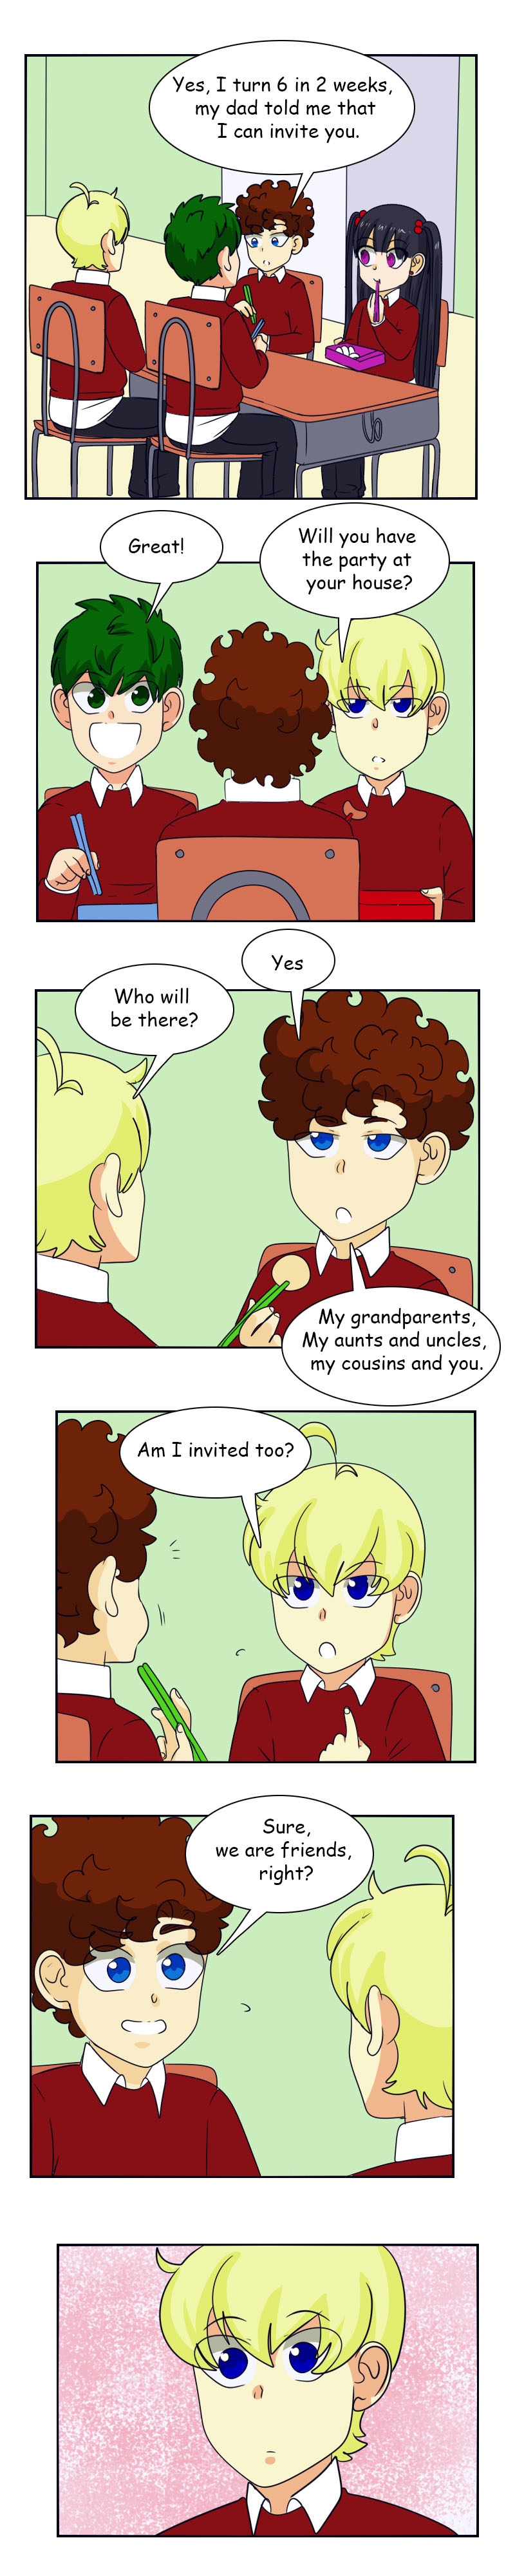 Yes, I turn 6 in 2 weeks,
my dad told me that
I can invite you.
Great!
Will you have
the party at
your house?
Yes
Who will
be there?
My grandparents,
My aunts and uncles,
my cousins and you.
Am I invited too?
Sure,
we are friends,
right?